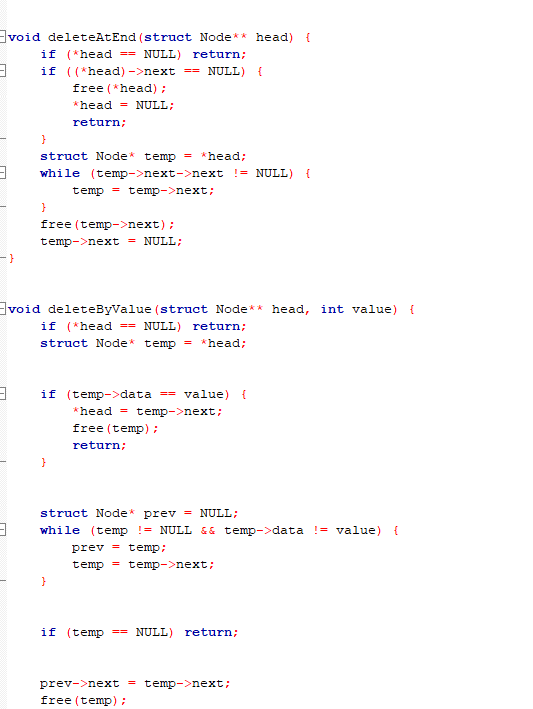 void deleteAtEnd(struct Node** head) {
    if (*head == NULL) return;
    if ((*head)->next == NULL) {
        free(*head);
        *head = NULL;
        return;
    }
    struct Node* temp = *head;
    while (temp->next->next != NULL) {
        temp = temp->next;
    }
    free(temp->next);
    temp->next = NULL;
}
void deleteByValue(struct Node** head, int value) {
    if (*head == NULL) return;
    struct Node* temp = *head;
    if (temp->data == value) {
        *head = temp->next;
        free(temp);
        return;
    }
    struct Node* prev = NULL;
    while (temp != NULL && temp->data != value) {
        prev = temp;
        temp = temp->next;
    }
    if (temp == NULL) return;
    prev->next = temp->next;
    free(temp);